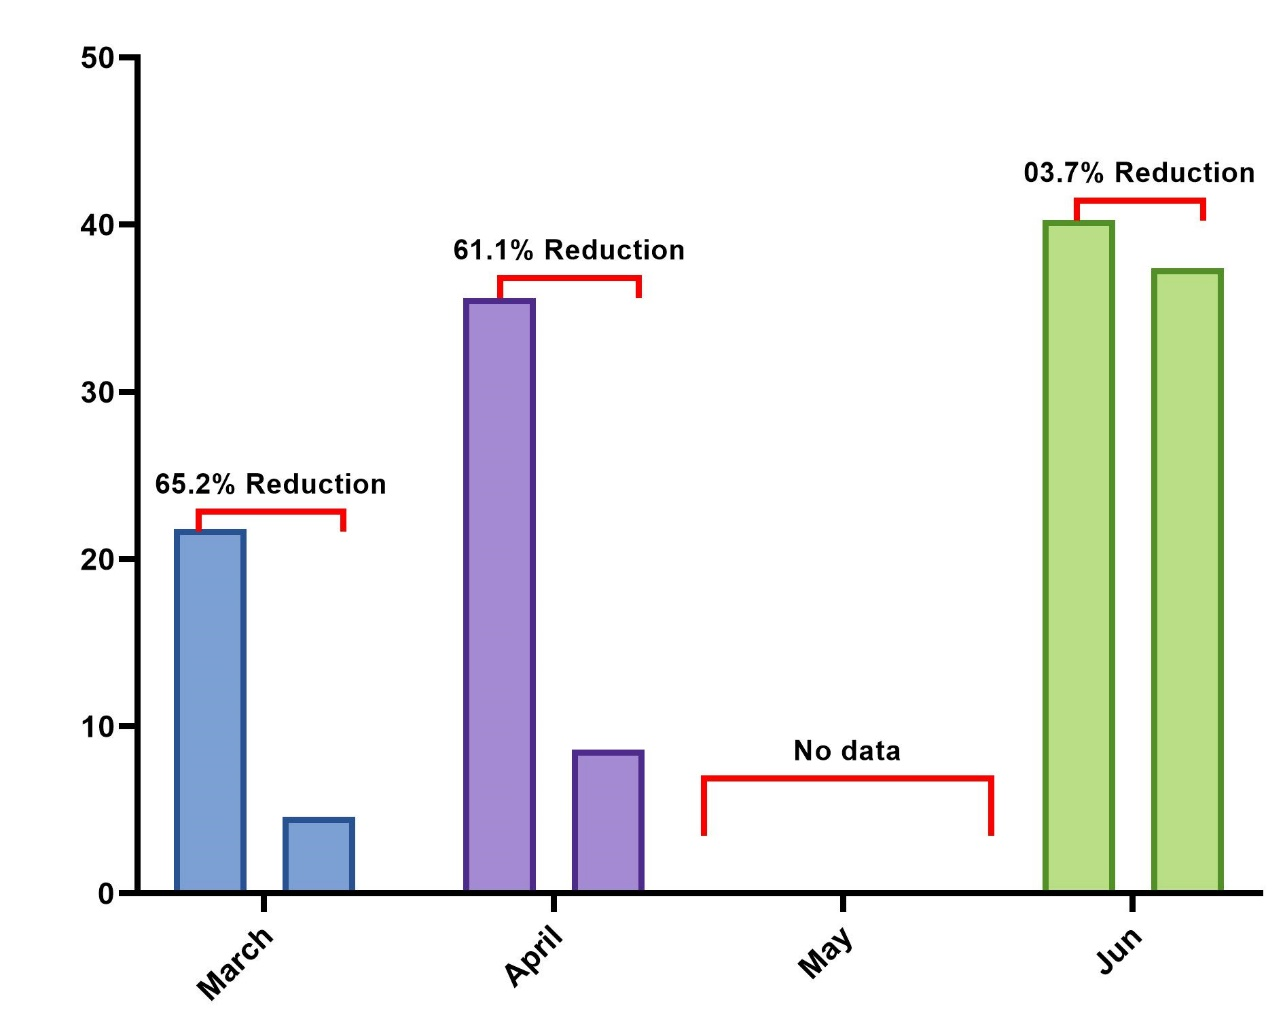 50
03.7% Reduction
40
61.1% Reduction
30
65.2% Reduction
20
No data
10
0
March
April
May
Jun